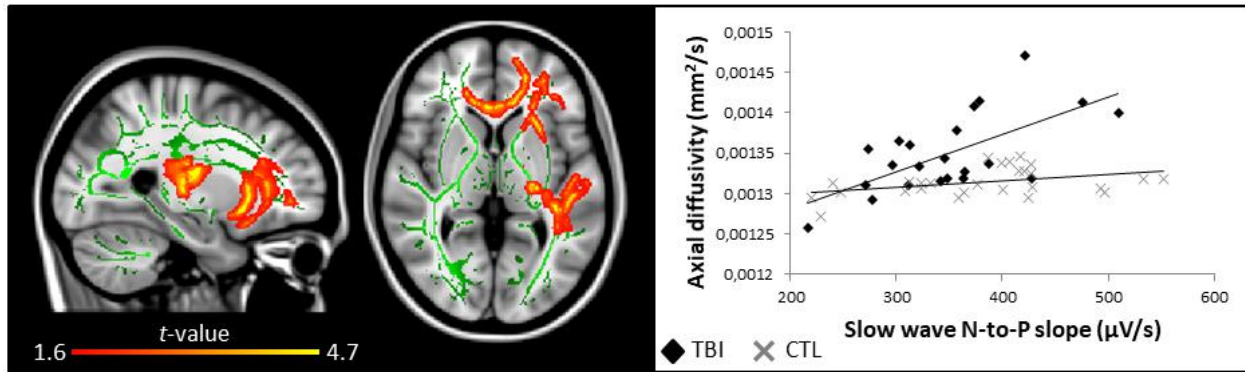 t-value
1.6
4.7
Axial diffusivity (mm²/s)
0,0015
0,00145
0,0014
0,00135
0,0013
0,00125
0,0012
200
300
400
500
600
Slow wave N-to-P slope (µV/s)
TBI
CTL